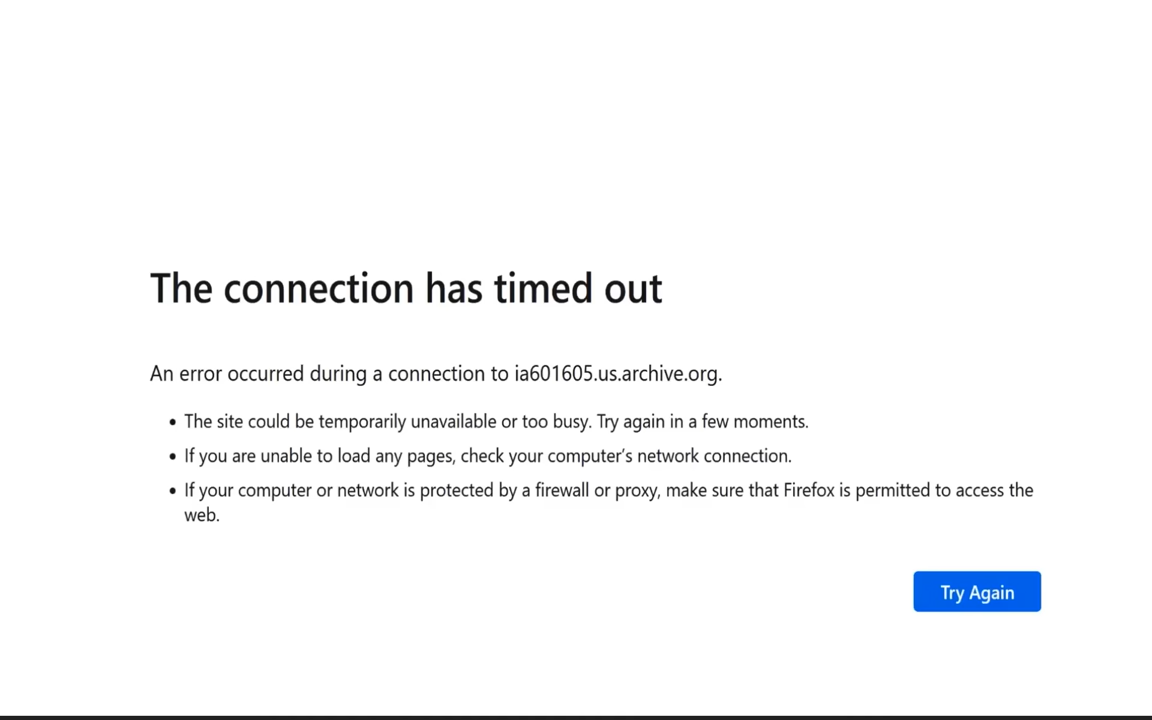 The connection has timed out
An error occurred during a connection to ia601605.us.archive.org.
• The site could be temporarily unavailable or too busy. Try again in a few moments.
• If you are unable to load any pages, check your computer’s network connection.
• If your computer or network is protected by a firewall or proxy, make sure that Firefox is permitted to access the
web.
Try Again